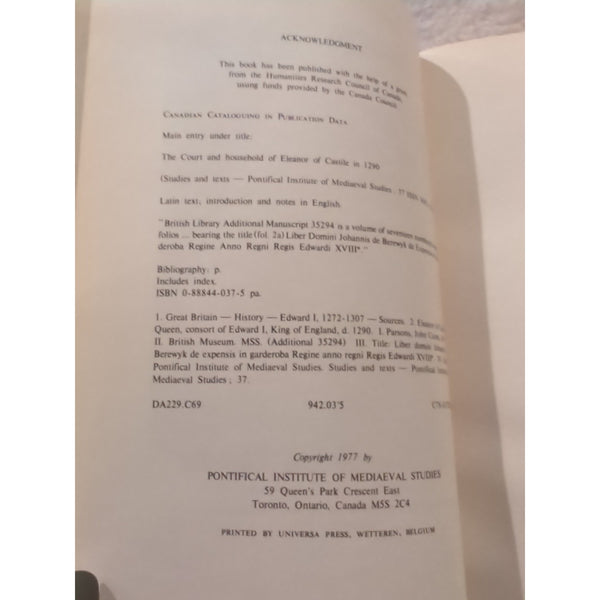 ACKNOWLEDGMENT
This book has been published with the help of a grant
from the Humanities Research Council of Canada,
using funds provided by the Canada Council.
CANADIAN CATALOGUING IN PUBLICATION DATA
Main entry under title:
The Court and household of Eleanor of Castile in 1290
(Studies and texts — Pontifical Institute of Mediaeval Studies ; 37
Latin text, introduction and notes in English.
"British Library Additional Manuscript 35294 is a volume of seventeen
folios ... bearing the title (fol. 2a) Liber Domini Johannis de Berewyk de
deroba Regine Anno Regni Regis Edwardi XVIIIº."
Bibliography: p.
Includes index.
ISBN 0-88844-037-5 pa.
1. Great Britain — History — Edward I, 1272-1307 — Sources. 2.
Queen, consort of Edward I, King of England, d. 1290. I. Parsons, John
II. British Museum. MSS. (Additional 35294) III. Title: Liber domini
Berewyk de expensis in garderoba Regine anno regni Regis Edwardi XVIIIº.
Pontifical Institute of Mediaeval Studies. Studies and texts — Pontifical
Mediaeval Studies ; 37.
DA229.C69 942.03'5
Copyright 1977 by
PONTIFICAL INSTITUTE OF MEDIAEVAL STUDIES
59 Queen's Park Crescent East
Toronto, Ontario, Canada M5S 2C4
PRINTED BY UNIVERSA PRESS, WETTEREN, BELGIUM